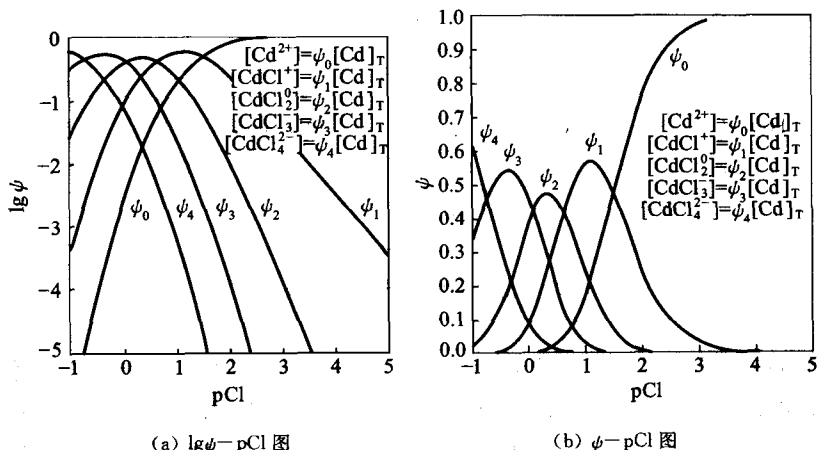 0
-1
-2
-3
-4
-5
lgψ
[Cd²⁺]=ψ₀[Cd]T
[CdCl⁺]=ψ₁[Cd]T
[CdCl₂⁰]=ψ₂[Cd]T
[CdCl₃⁻]=ψ₃[Cd]T
[CdCl₄²⁻]=ψ₄[Cd]T
ψ₀ ψ₄ ψ₃ ψ₂ ψ₁
-1 0 1 2 3 4 5
pCl
(a) lgψ-pCl 图
1.0
0.9
0.8
0.7
0.6
0.5
0.4
0.3
0.2
0.1
0.0
ψ
ψ₄ ψ₃ ψ₂ ψ₁ ψ₀
[Cd²⁺]=ψ₀[Cd]T
[CdCl⁺]=ψ₁[Cd]T
[CdCl₂⁰]=ψ₂[Cd]T
[CdCl₃⁻]=ψ₃[Cd]T
[CdCl₄²⁻]=ψ₄[Cd]T
-1 0 1 2 3 4 5
pCl
(b) ψ-pCl 图